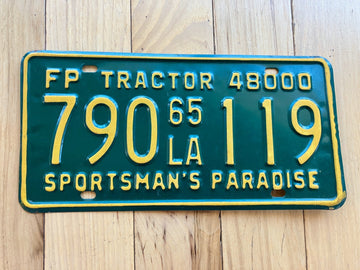 FP TRACTOR 48000
790 65 LA 119
SPORTSMAN'S PARADISE